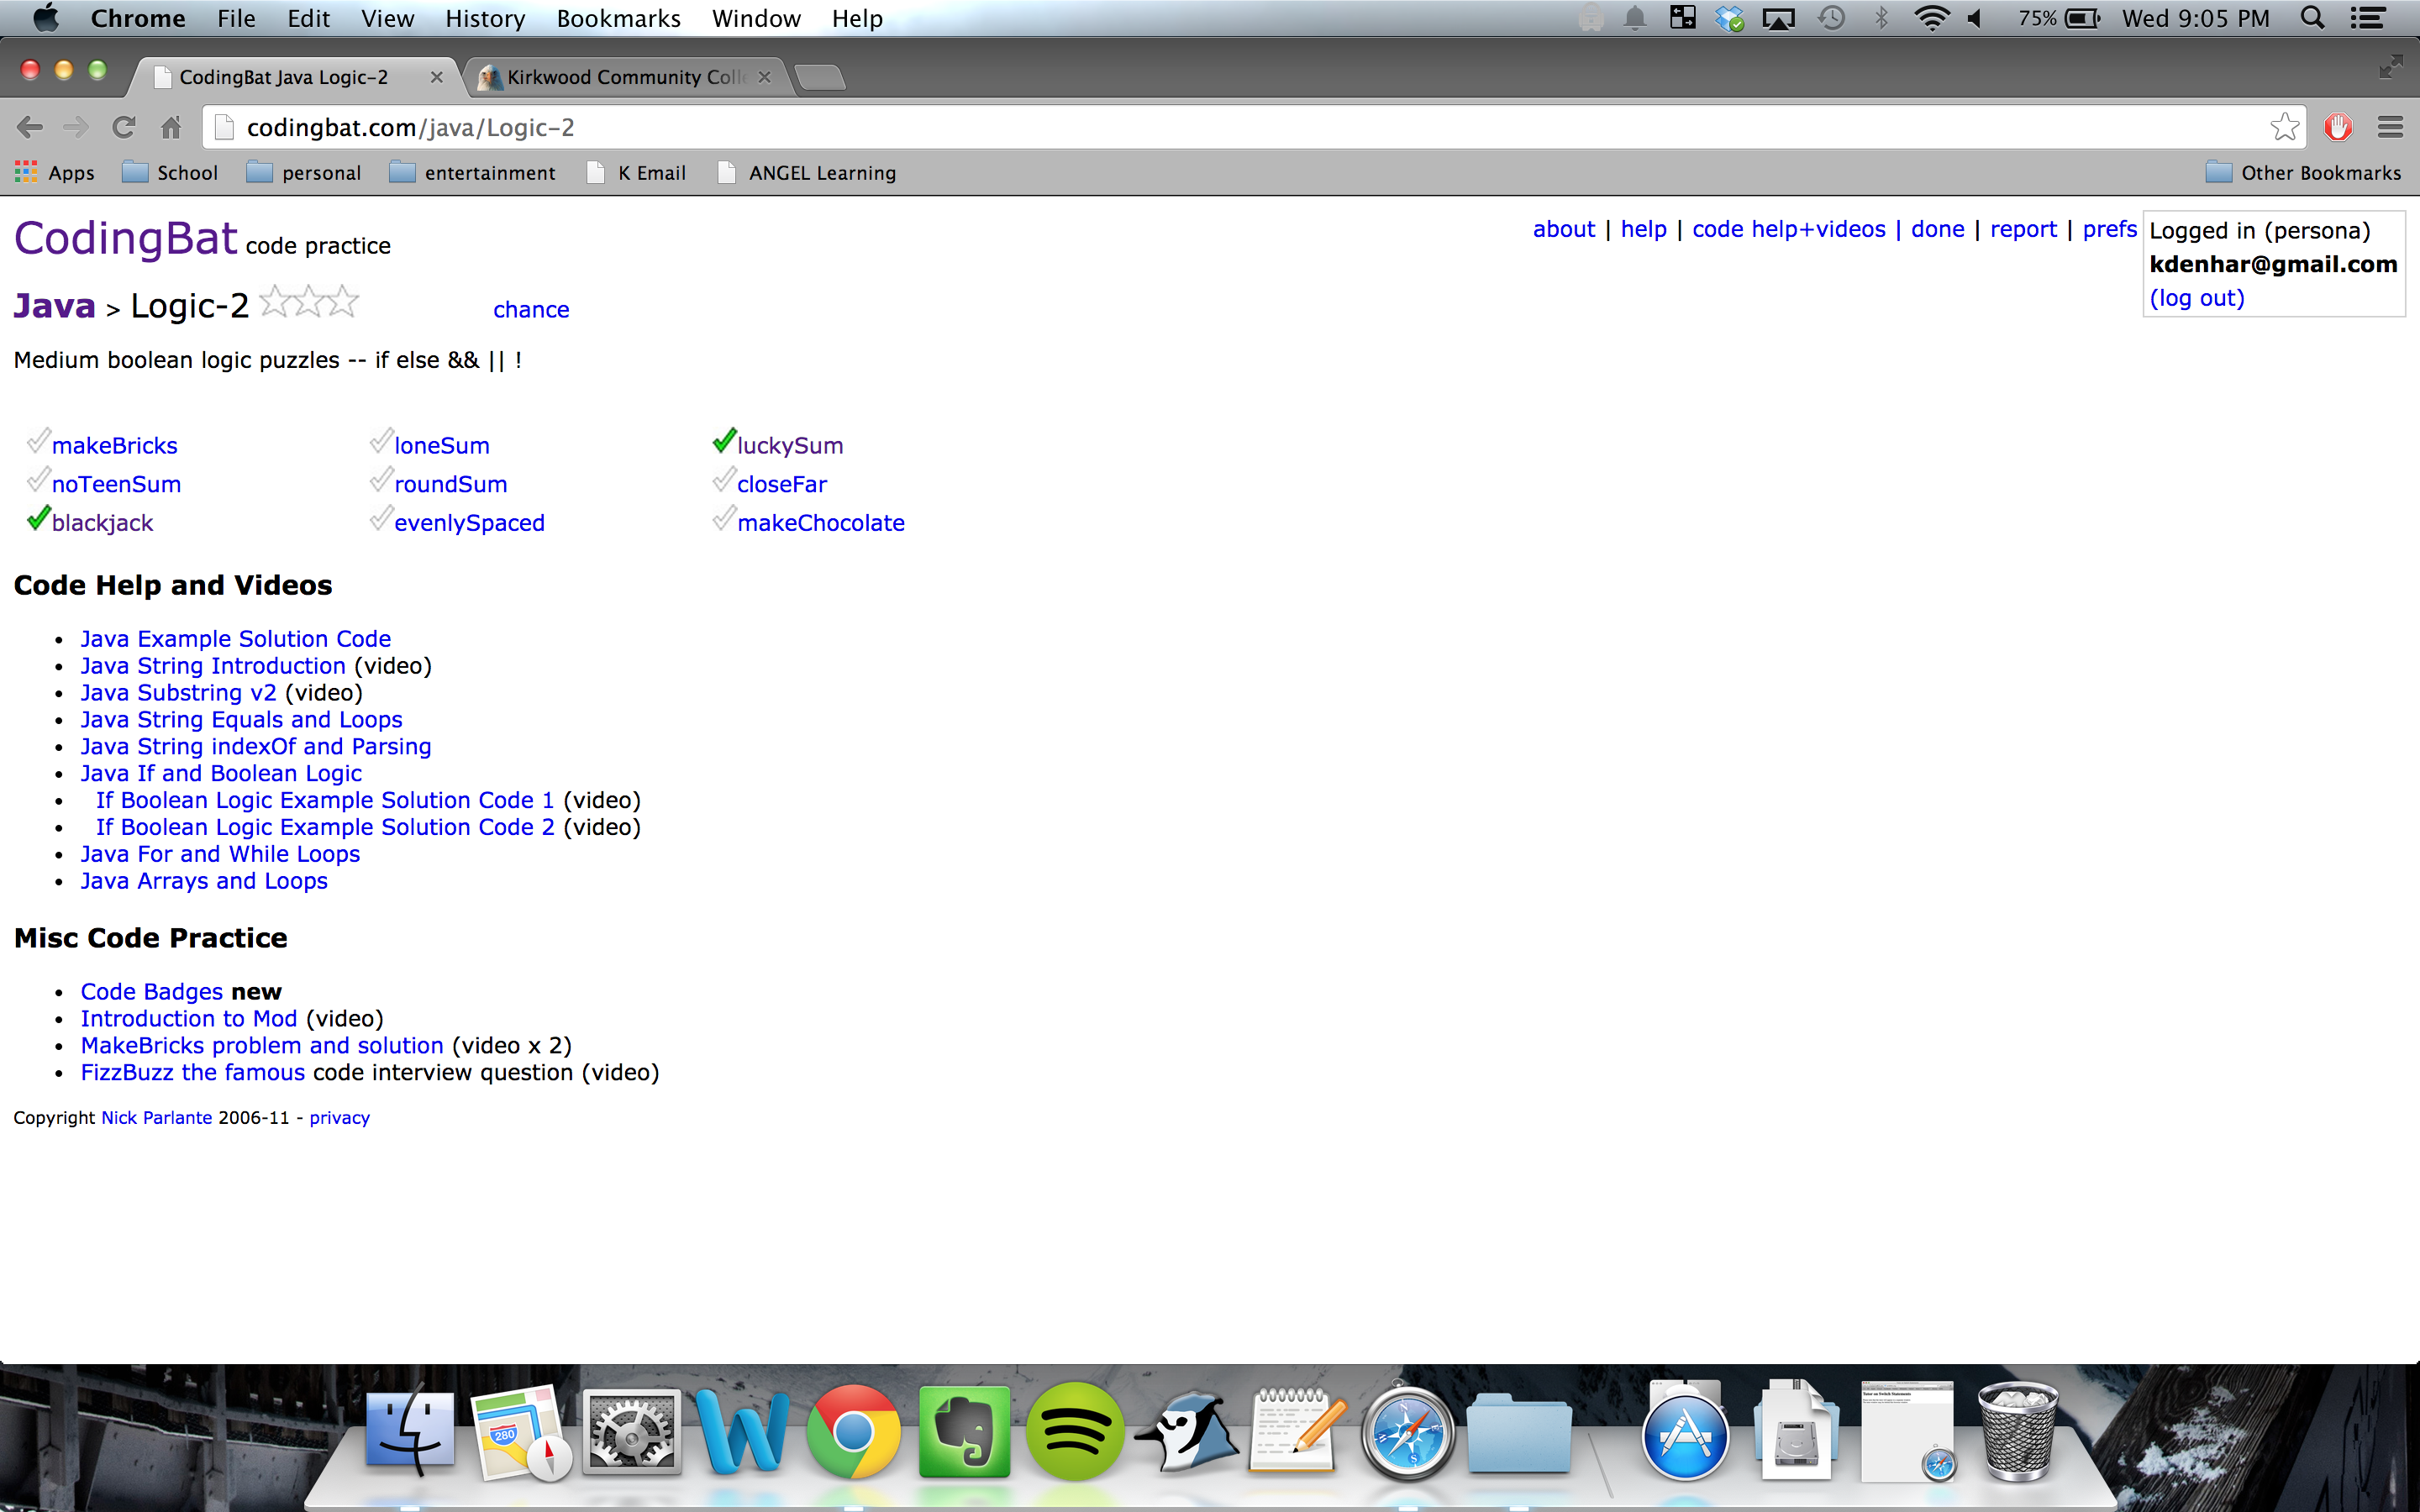 Chrome File Edit View History Bookmarks Window Help 75% Wed 9:05 PM
CodingBat Java Logic-2 Kirkwood Community Coll
codingbat.com/java/Logic-2
Apps School personal entertainment K Email ANGEL Learning Other Bookmarks
CodingBat code practice
about | help | code help+videos | done | report | prefs
Logged in (persona)
kdenhar@gmail.com
(log out)
Java > Logic-2 chance
Medium boolean logic puzzles -- if else && || !
makeBricks loneSum luckySum
noTeenSum roundSum closeFar
blackjack evenlySpaced makeChocolate
Code Help and Videos
• Java Example Solution Code
• Java String Introduction (video)
• Java Substring v2 (video)
• Java String Equals and Loops
• Java String indexOf and Parsing
• Java If and Boolean Logic
• If Boolean Logic Example Solution Code 1 (video)
• If Boolean Logic Example Solution Code 2 (video)
• Java For and While Loops
• Java Arrays and Loops
Misc Code Practice
• Code Badges new
• Introduction to Mod (video)
• MakeBricks problem and solution (video x 2)
• FizzBuzz the famous code interview question (video)
Copyright Nick Parlante 2006-11 - privacy
280